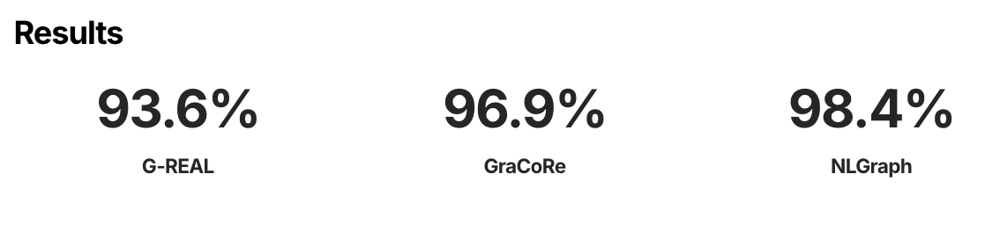 Results
93.6% 96.9% 98.4%
G-REAL GraCoRe NLGraph